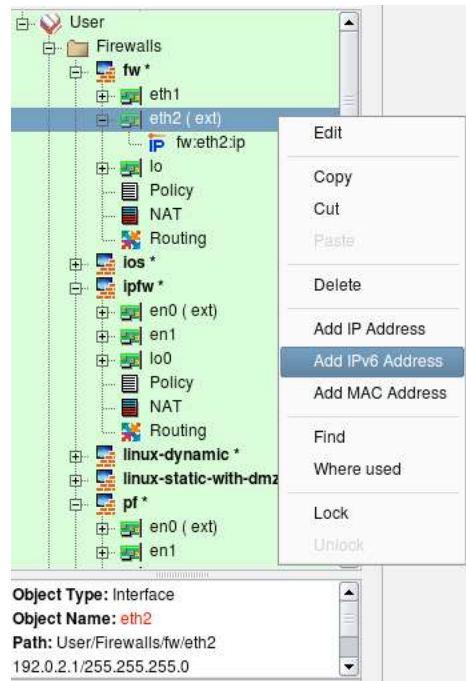 User
Firewalls
fw *
eth1
eth2 ( ext)
IP fw:eth2:ip
lo
Policy
NAT
Routing
ios *
ipfw *
en0 ( ext)
en1
lo0
Policy
NAT
Routing
linux-dynamic *
linux-static-with-dmz
pf *
en0 ( ext)
en1
Edit
Copy
Cut
Paste
Delete
Add IP Address
Add IPv6 Address
Add MAC Address
Find
Where used
Lock
Unlock
Object Type: Interface
Object Name: eth2
Path: User/Firewalls/fw/eth2
192.0.2.1/255.255.255.0